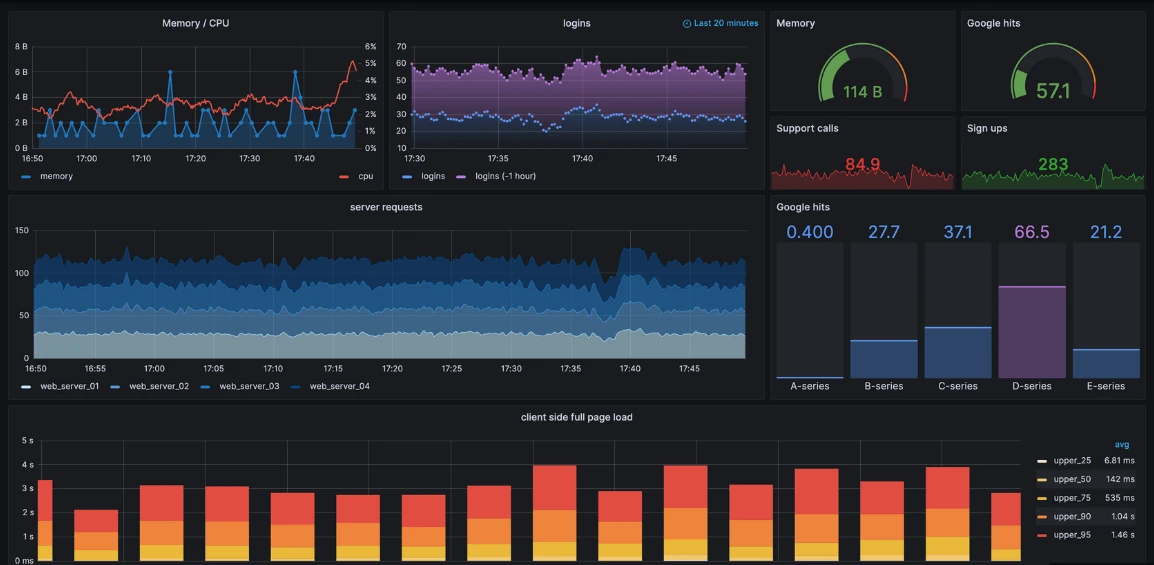 Memory / CPU
8 B
6 B
4 B
2 B
0 B
6%
5%
4%
3%
2%
1%
0%
16:50 17:00 17:10 17:20 17:30 17:40
memory
cpu
logins
Last 20 minutes
70
60
50
40
30
20
10
17:30 17:35 17:40 17:45
logins logins (-1 hour)
Memory
114 B
Google hits
57.1
Support calls
84.9
Sign ups
283
server requests
150
100
50
0
16:50 16:55 17:00 17:05 17:10 17:15 17:20 17:25 17:30 17:35 17:40 17:45
web_server_01 web_server_02 web_server_03 web_server_04
Google hits
0.400 27.7 37.1 66.5 21.2
A-series B-series C-series D-series E-series
client side full page load
5 s
4 s
3 s
2 s
1 s
0 ms
avg
upper_25 6.81 ms
upper_50 142 ms
upper_75 535 ms
upper_90 1.04 s
upper_95 1.46 s